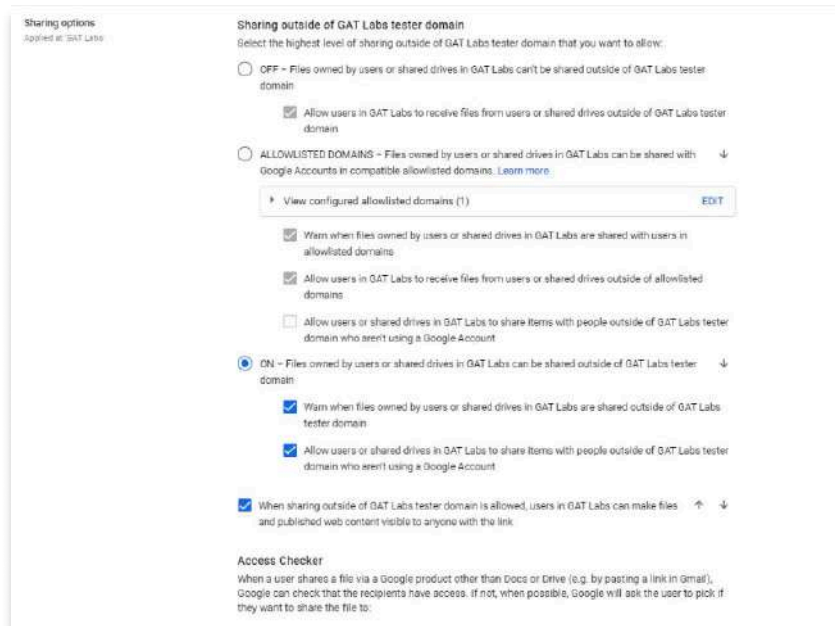 Sharing options
Applied at 'GAT Labs'
Sharing outside of GAT Labs tester domain
Select the highest level of sharing outside of GAT Labs tester domain that you want to allow:
OFF – Files owned by users or shared drives in GAT Labs can't be shared outside of GAT Labs tester
domain
Allow users in GAT Labs to receive files from users or shared drives outside of GAT Labs tester
domain
ALLOWLISTED DOMAINS – Files owned by users or shared drives in GAT Labs can be shared with
Google Accounts in compatible allowlisted domains. Learn more
View configured allowlisted domains (1) EDIT
Warn when files owned by users or shared drives in GAT Labs are shared with users in
allowlisted domains
Allow users in GAT Labs to receive files from users or shared drives outside of allowlisted
domains
Allow users or shared drives in GAT Labs to share items with people outside of GAT Labs tester
domain who aren't using a Google Account
ON – Files owned by users or shared drives in GAT Labs can be shared outside of GAT Labs tester
domain
Warn when files owned by users or shared drives in GAT Labs are shared outside of GAT Labs
tester domain
Allow users or shared drives in GAT Labs to share items with people outside of GAT Labs tester
domain who aren't using a Google Account
When sharing outside of GAT Labs tester domain is allowed, users in GAT Labs can make files
and published web content visible to anyone with the link
Access Checker
When a user shares a file via a Google product other than Docs or Drive (e.g. by pasting a link in Gmail),
Google can check that the recipients have access. If not, when possible, Google will ask the user to pick if
they want to share the file to: